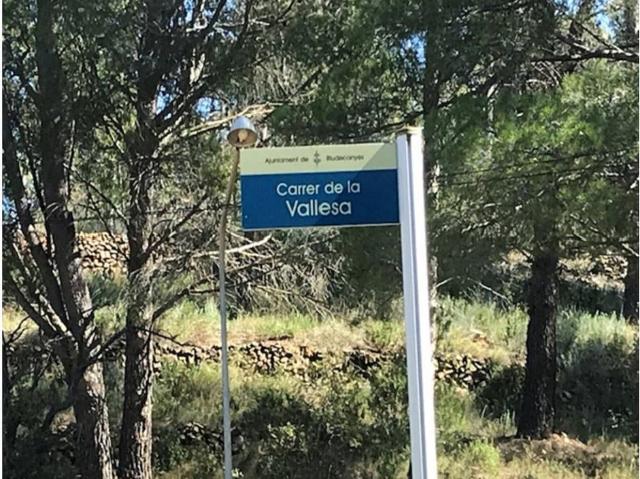 Ajuntament de Riudecanyes
Carrer de la
Vallesa